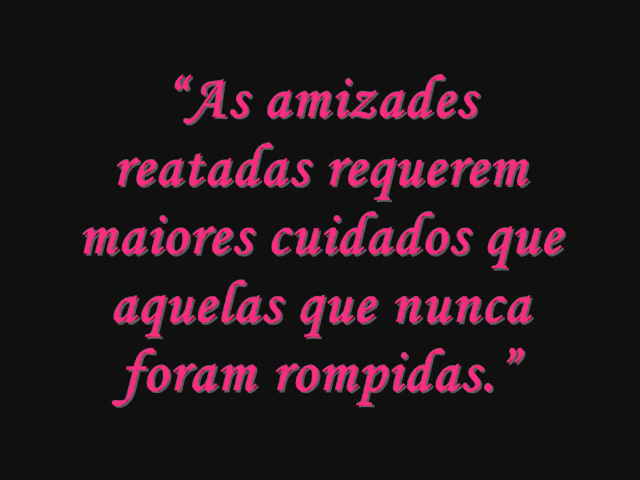 “As amizades
reatadas requerem
maiores cuidados que
aquelas que nunca
foram rompidas.”